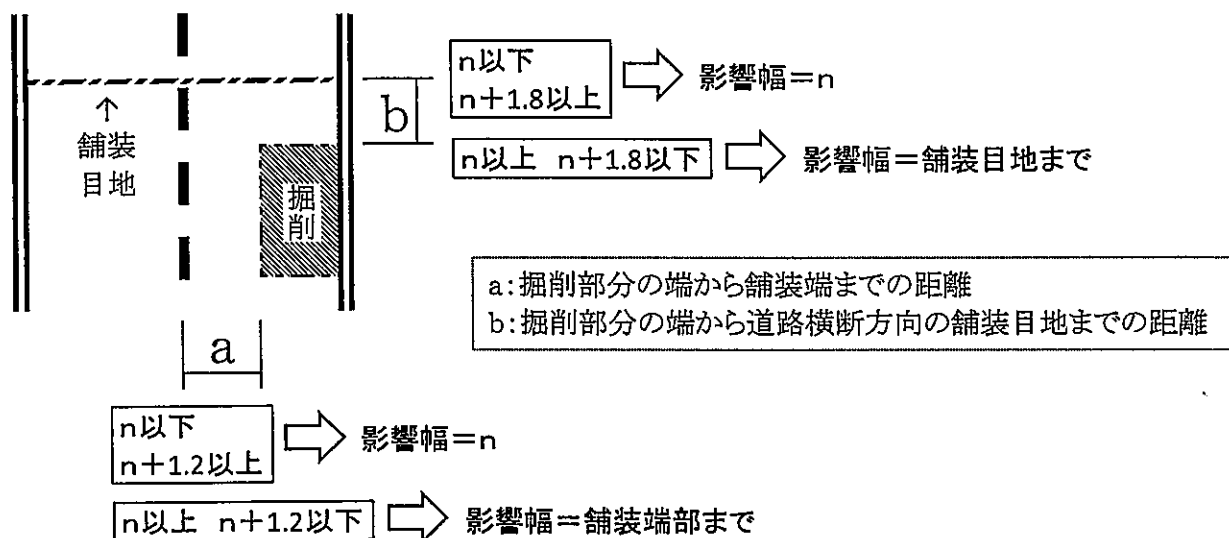 n以下
n+1.8以上
影響幅=n
n以上 n+1.8以下
影響幅=舗装目地まで
↑
舗装
目地
b
掘削
a:掘削部分の端から舗装端までの距離
b:掘削部分の端から道路横断方向の舗装目地までの距離
a
n以下
n+1.2以上
影響幅=n
n以上 n+1.2以下
影響幅=舗装端部まで